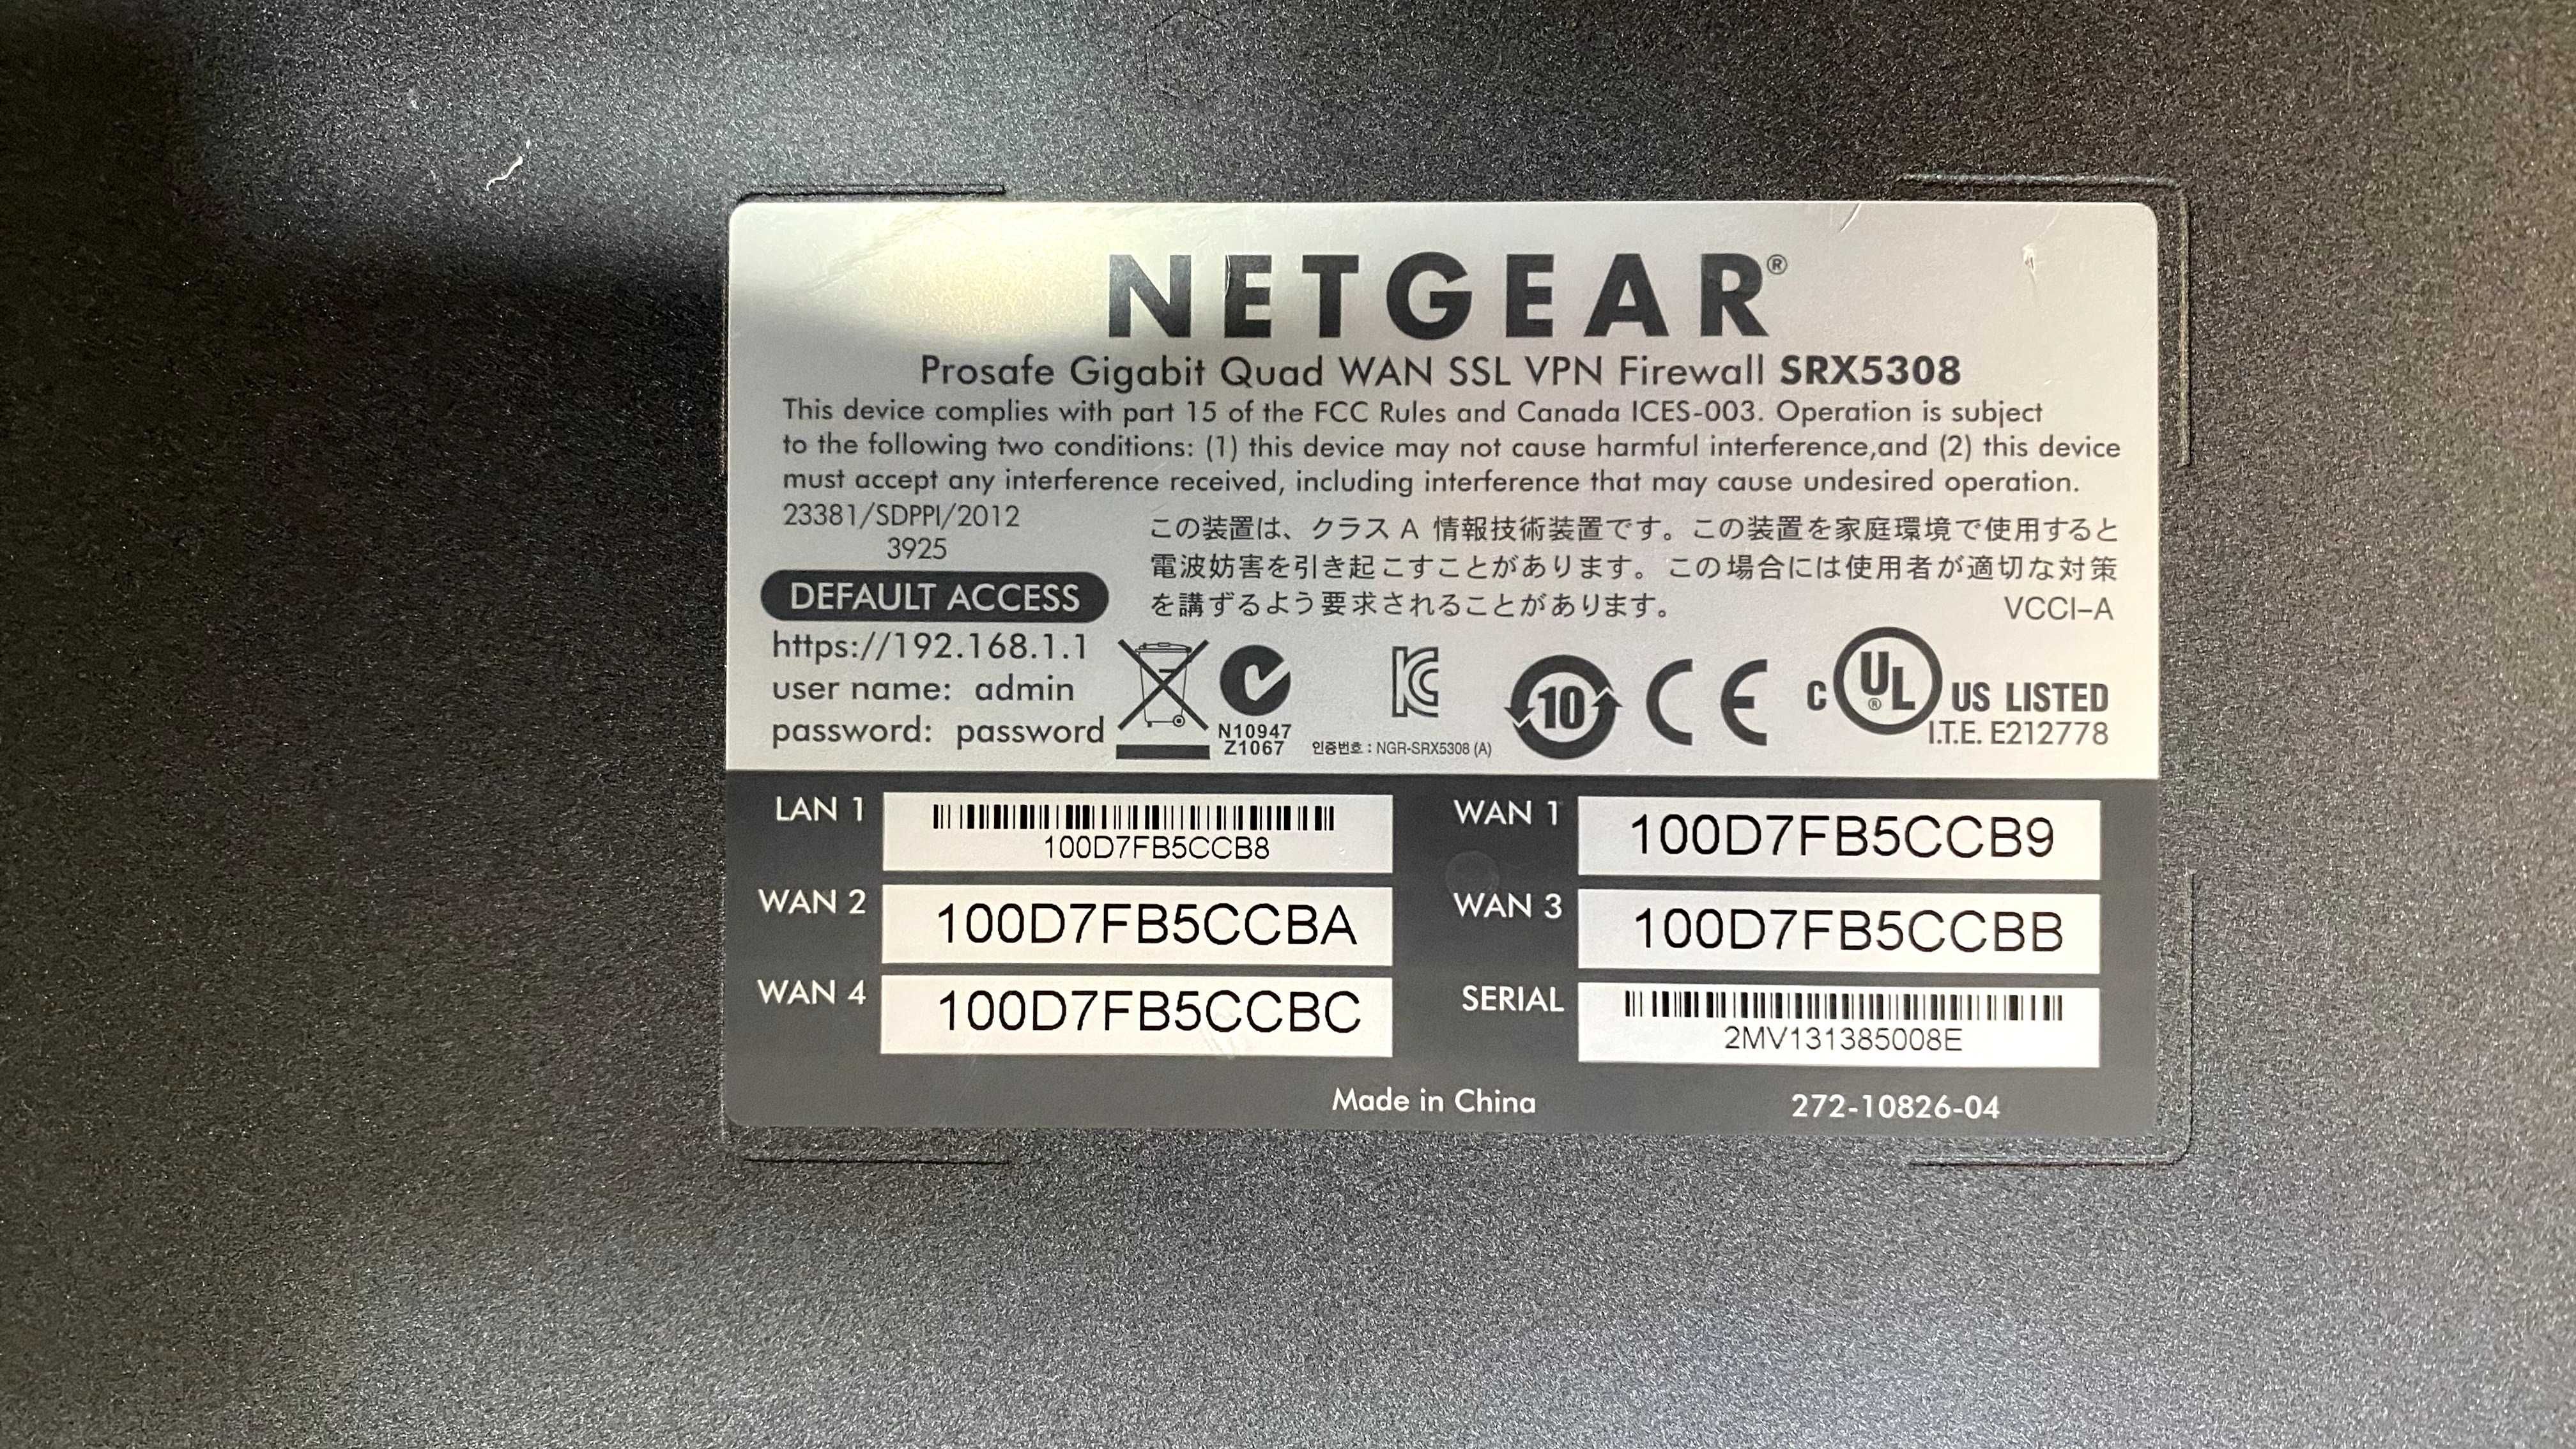 NETGEAR®
Prosafe Gigabit Quad WAN SSL VPN Firewall SRX5308
This device complies with part 15 of the FCC Rules and Canada ICES-003. Operation is subject
to the following two conditions: (1) this device may not cause harmful interference,and (2) this device
must accept any interference received, including interference that may cause undesired operation.
23381/SDPPI/2012
3925
この装置は、クラス A 情報技術装置です。この装置を家庭環境で使用すると
電波妨害を引き起こすことがあります。この場合には使用者が適切な対策
を講ずるよう要求されることがあります。 VCCI-A
DEFAULT ACCESS
https://192.168.1.1
user name: admin
password: password
N10947
Z1067
인증번호 : NGR-SRX5308 (A)
10
CE
C UL® US LISTED
I.T.E. E212778
LAN 1 100D7FB5CCB8
WAN 1 100D7FB5CCB9
WAN 2 100D7FB5CCBA
WAN 3 100D7FB5CCBB
WAN 4 100D7FB5CCBC
SERIAL 2MV131385008E
Made in China 272-10826-04